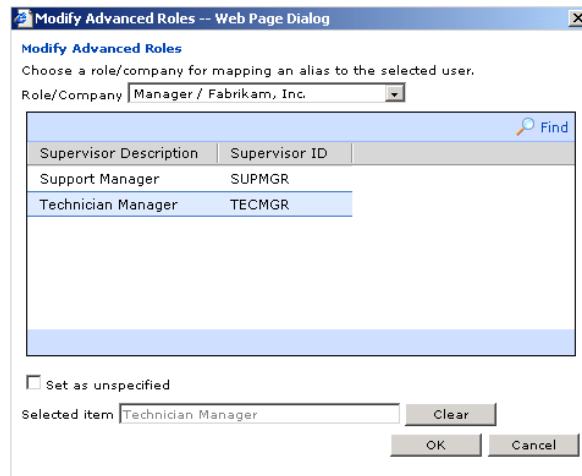 Modify Advanced Roles -- Web Page Dialog
Modify Advanced Roles
Choose a role/company for mapping an alias to the selected user.
Role/Company Manager / Fabrikam, Inc.
Find
Supervisor Description Supervisor ID
Support Manager SUPMGR
Technician Manager TECMGR
Set as unspecified
Selected item Technician Manager Clear
OK Cancel